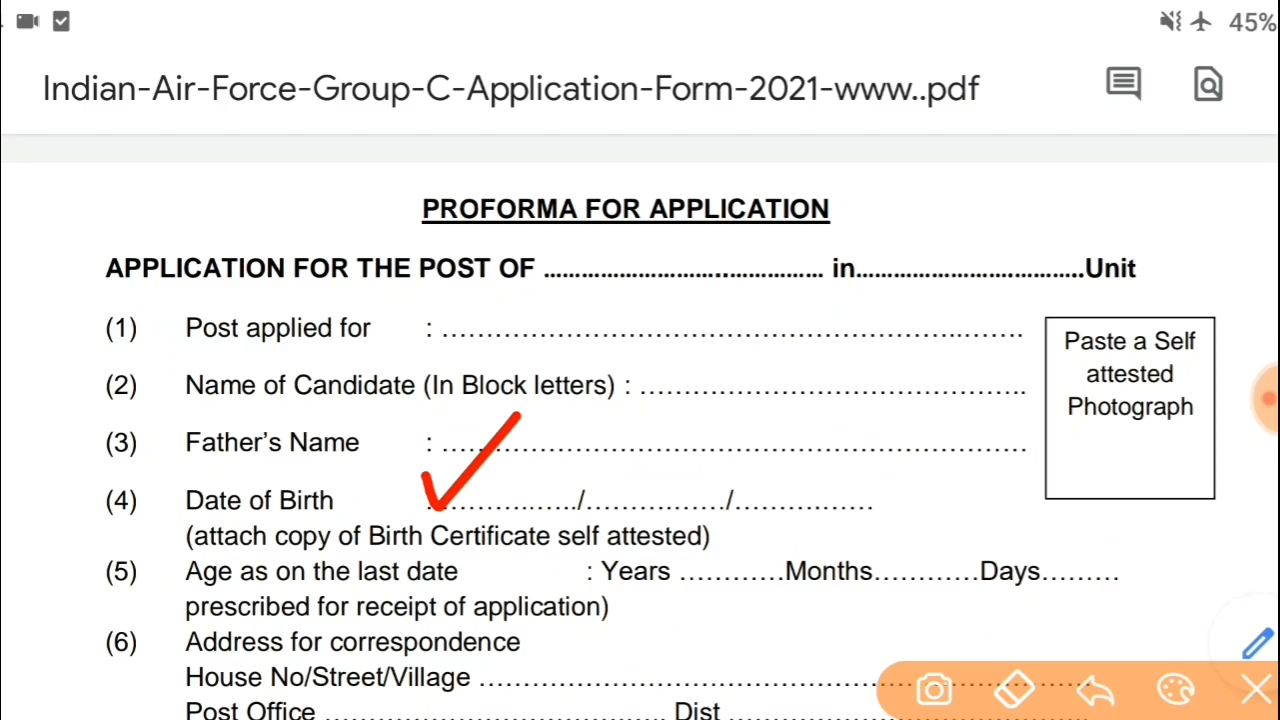 45%
Indian-Air-Force-Group-C-Application-Form-2021-www..pdf
PROFORMA FOR APPLICATION
APPLICATION FOR THE POST OF ........................................ in.................................Unit
(1) Post applied for : ................................................................
Paste a Self
attested
Photograph
(2) Name of Candidate (In Block letters) : ..........................................
(3) Father's Name : ................................................................
(4) Date of Birth : .................../.................../...................
(attach copy of Birth Certificate self attested)
(5) Age as on the last date : Years ............Months............Days.........
prescribed for receipt of application)
(6) Address for correspondence
House No/Street/Village ................................................................
Post Office ........................................ Dist ........................................